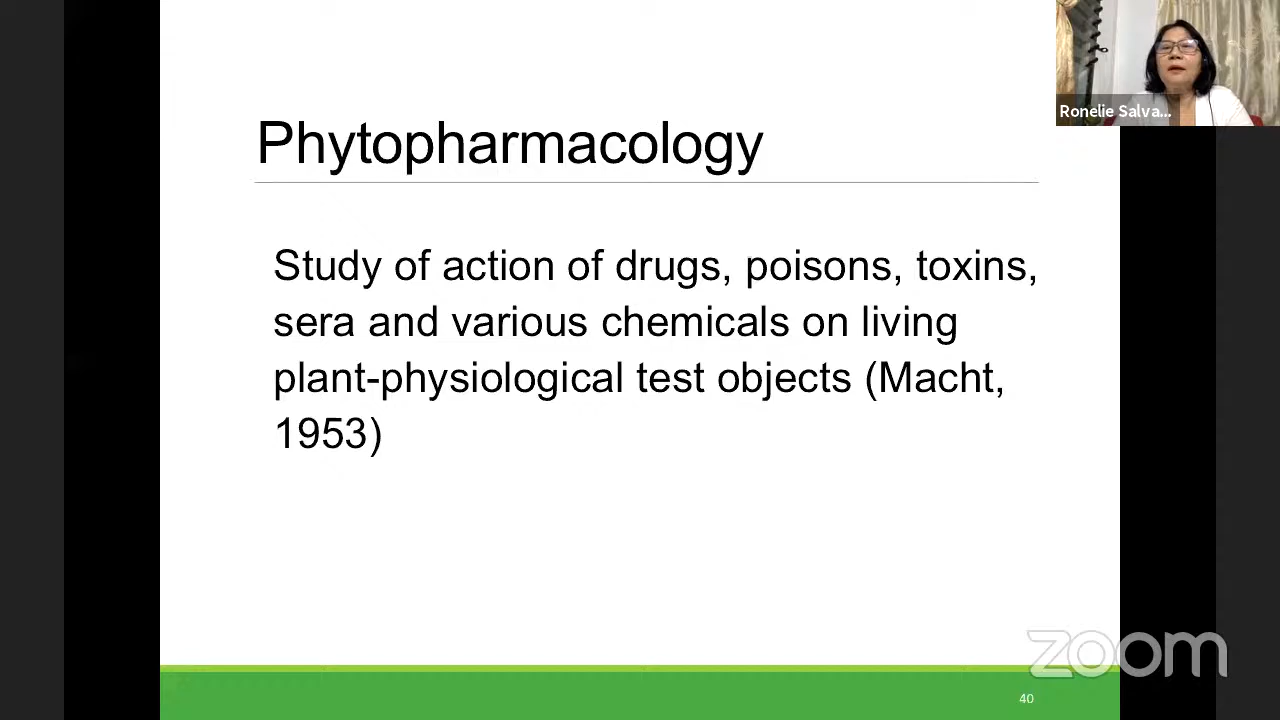 Ronelie Salva...
Phytopharmacology
Study of action of drugs, poisons, toxins,
sera and various chemicals on living
plant-physiological test objects (Macht,
1953)
zoom
40